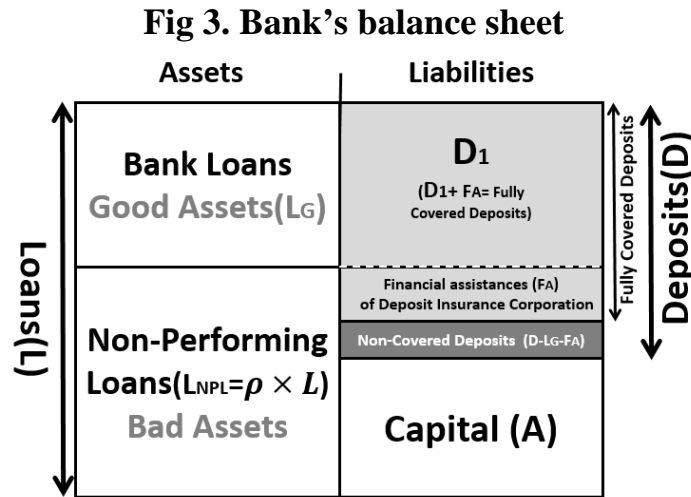 Fig 3. Bank's balance sheet
Assets
Liabilities
Loans(L)
Bank Loans
Good Assets(LG)
Non-Performing
Loans(LNPL=ρ × L)
Bad Assets
D1
(D1+ FA= Fully
Covered Deposits)
Financial assistances (FA)
of Deposit Insurance Corporation
Non-Covered Deposits (D-LG-FA)
Capital (A)
Fully Covered Deposits
Deposits(D)